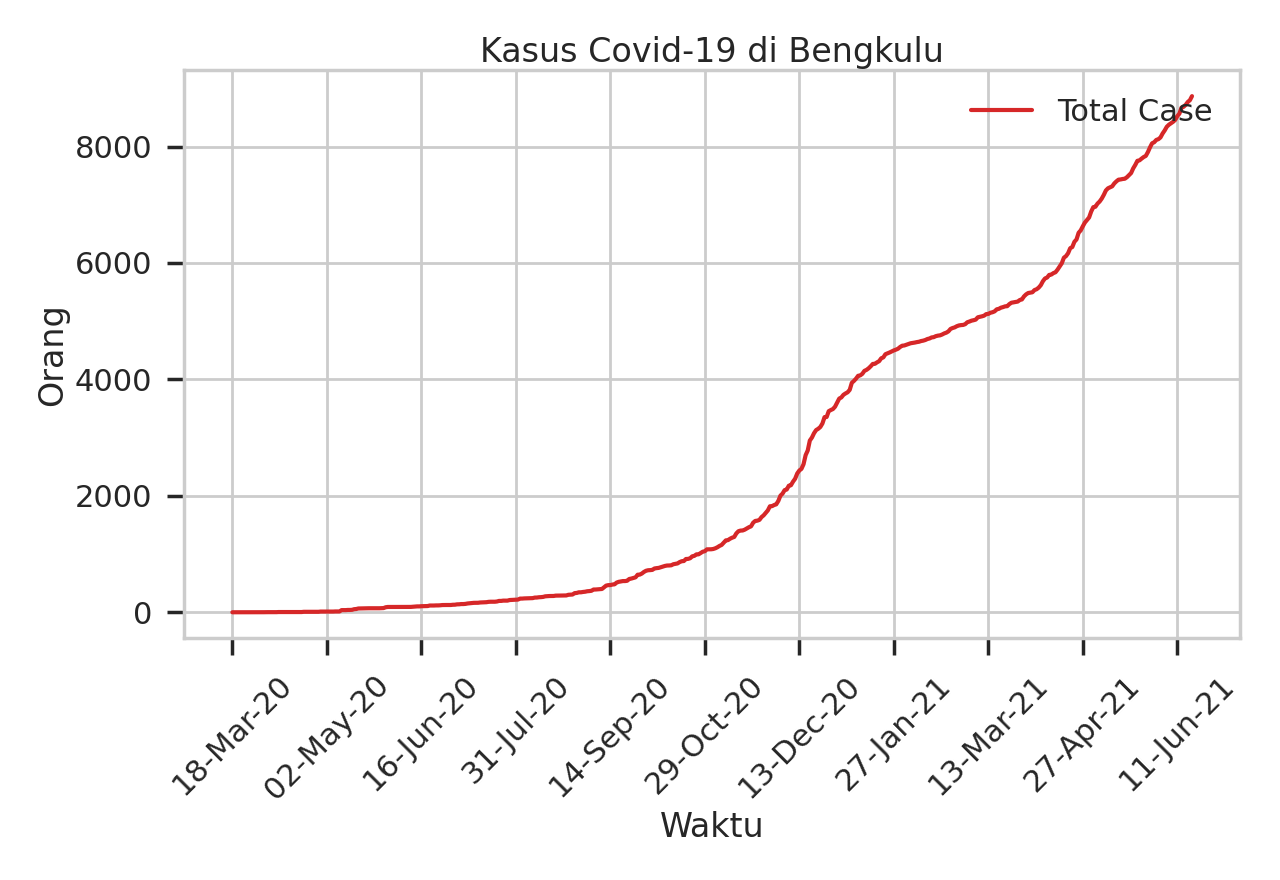 Kasus Covid-19 di Bengkulu
Total Case
8000
6000
4000
2000
0
Orang
18-Mar-20
02-May-20
16-Jun-20
31-Jul-20
14-Sep-20
29-Oct-20
13-Dec-20
27-Jan-21
13-Mar-21
27-Apr-21
11-Jun-21
Waktu